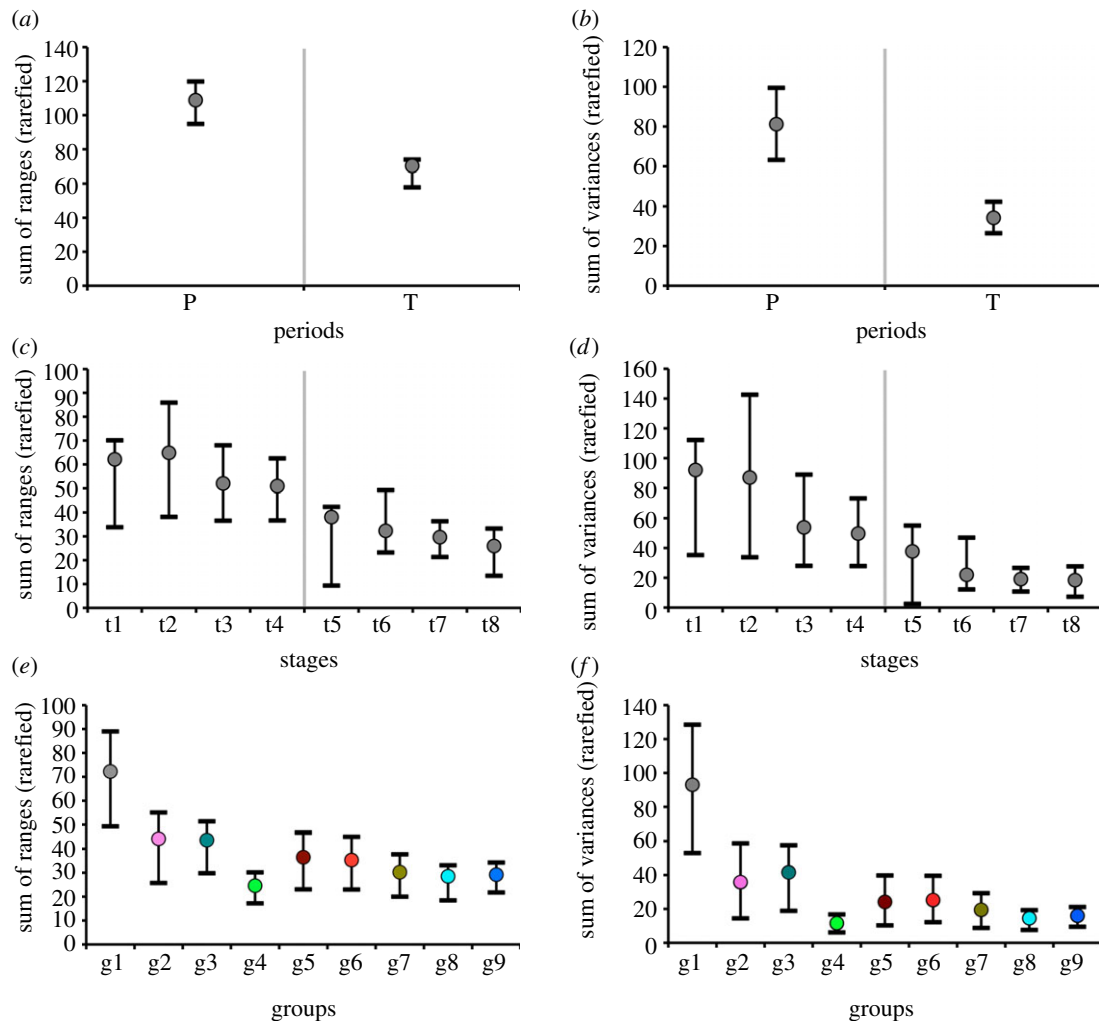 (a)
sum of ranges (rarefied)
140
120
100
80
60
40
20
0
P T
periods
(b)
sum of variances (rarefied)
120
100
80
60
40
20
0
P T
periods
(c)
sum of ranges (rarefied)
100
90
80
70
60
50
40
30
20
10
0
t1 t2 t3 t4 t5 t6 t7 t8
stages
(d)
sum of variances (rarefied)
160
140
120
100
80
60
40
20
0
t1 t2 t3 t4 t5 t6 t7 t8
stages
(e)
sum of ranges (rarefied)
100
90
80
70
60
50
40
30
20
10
0
g1 g2 g3 g4 g5 g6 g7 g8 g9
groups
(f)
sum of variances (rarefied)
140
120
100
80
60
40
20
0
g1 g2 g3 g4 g5 g6 g7 g8 g9
groups